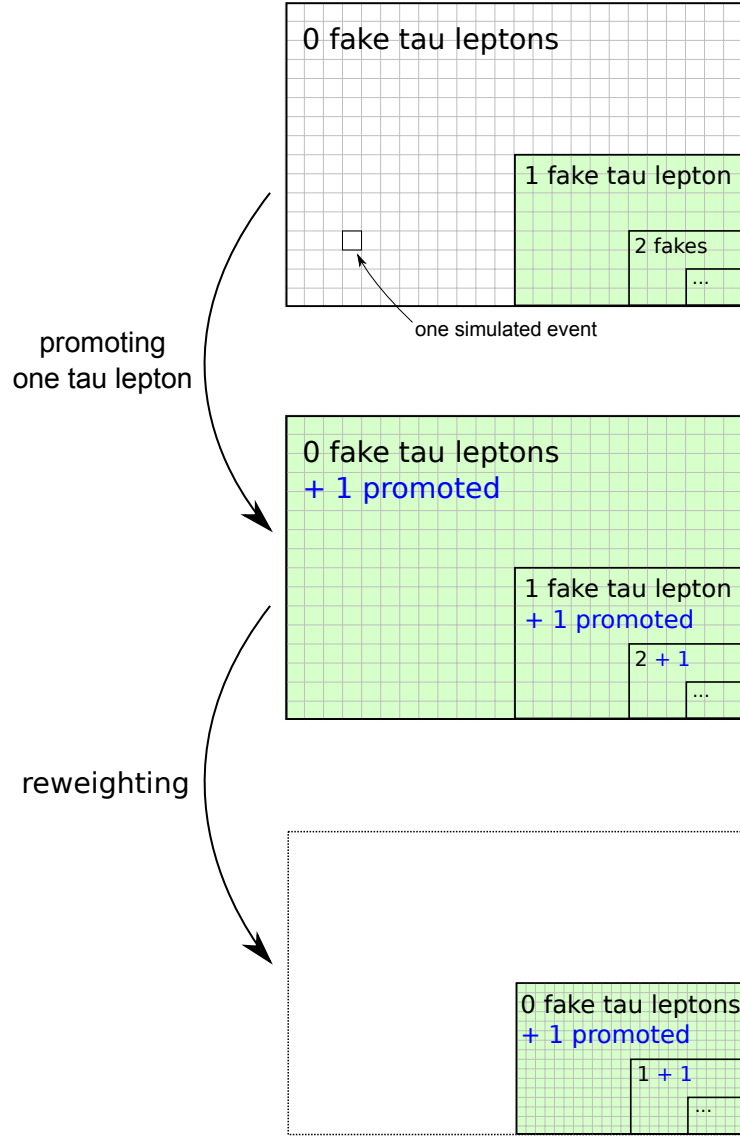 0 fake tau leptons
1 fake tau lepton
2 fakes
...
one simulated event
promoting
one tau lepton
0 fake tau leptons
+ 1 promoted
1 fake tau lepton
+ 1 promoted
2 + 1
...
reweighting
0 fake tau leptons
+ 1 promoted
1 + 1
...